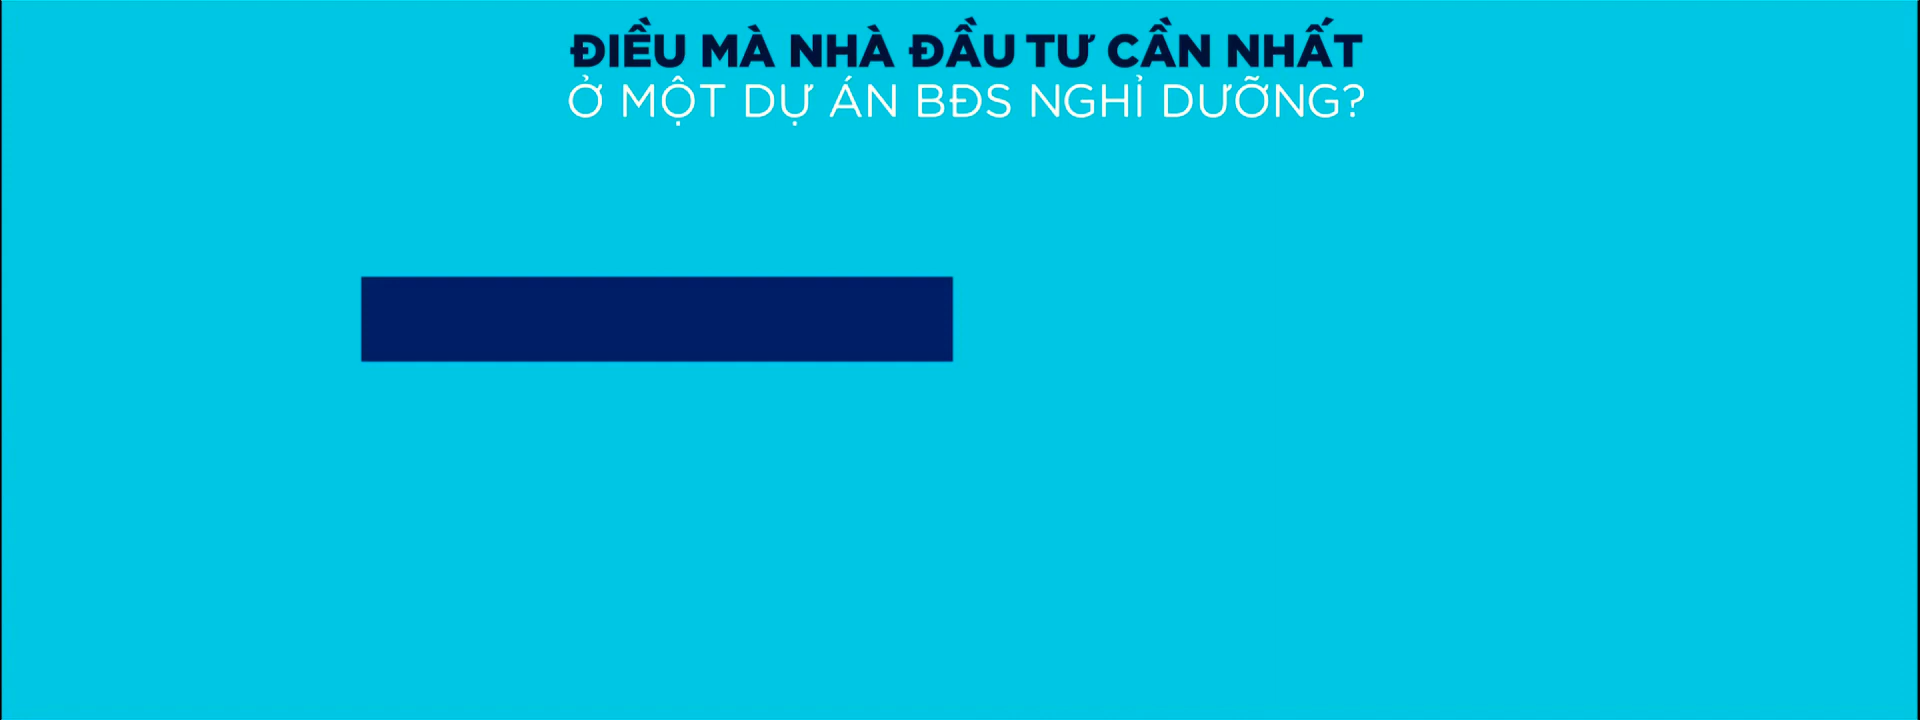 ĐIỀU MÀ NHÀ ĐẦU TƯ CẦN NHẤT
Ở MỘT DỰ ÁN BĐS NGHỈ DƯỠNG?